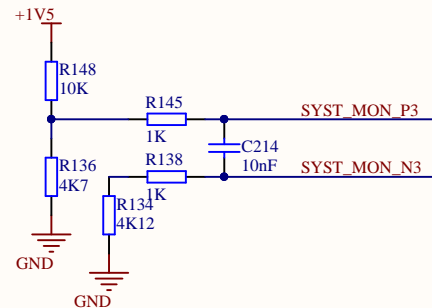 +1V5
R148
10K
R145
1K
SYST_MON_P3
C214
10nF
R136
4K7
R138
1K
SYST_MON_N3
R134
4K12
GND
GND